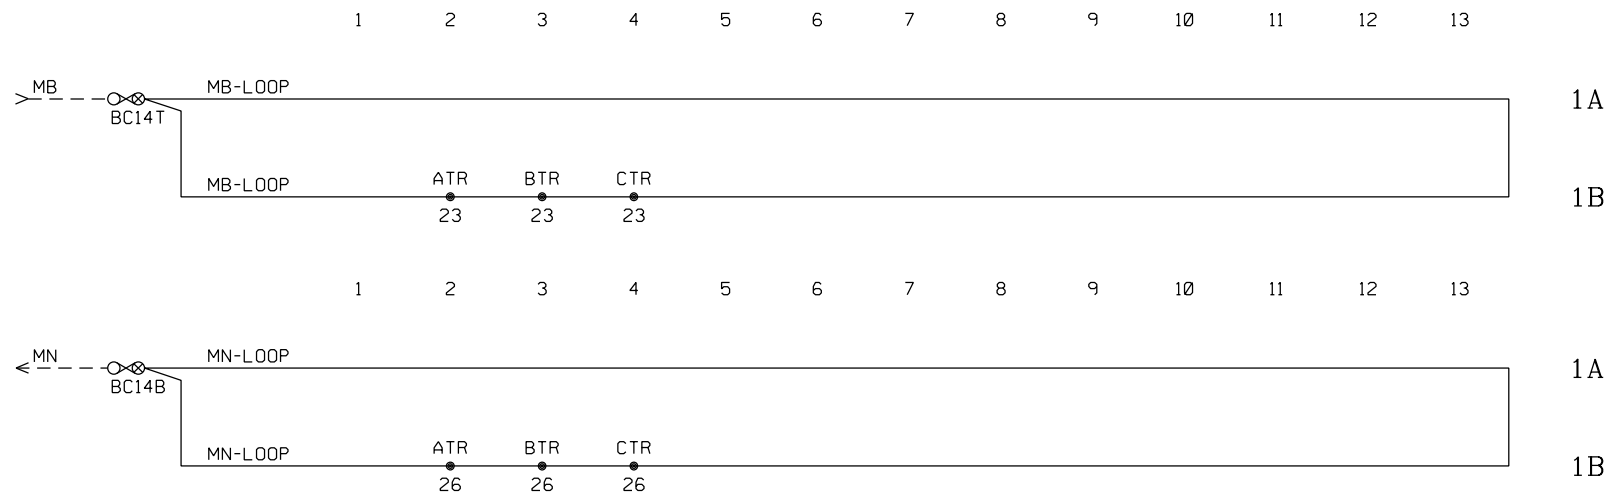 1 2 3 4 5 6 7 8 9 10 11 12 13
MB MB-LOOP 1A
BC14T
MB-LOOP ATR BTR CTR 1B
23 23 23
1 2 3 4 5 6 7 8 9 10 11 12 13
MN MN-LOOP 1A
BC14B
MN-LOOP ATR BTR CTR 1B
26 26 26